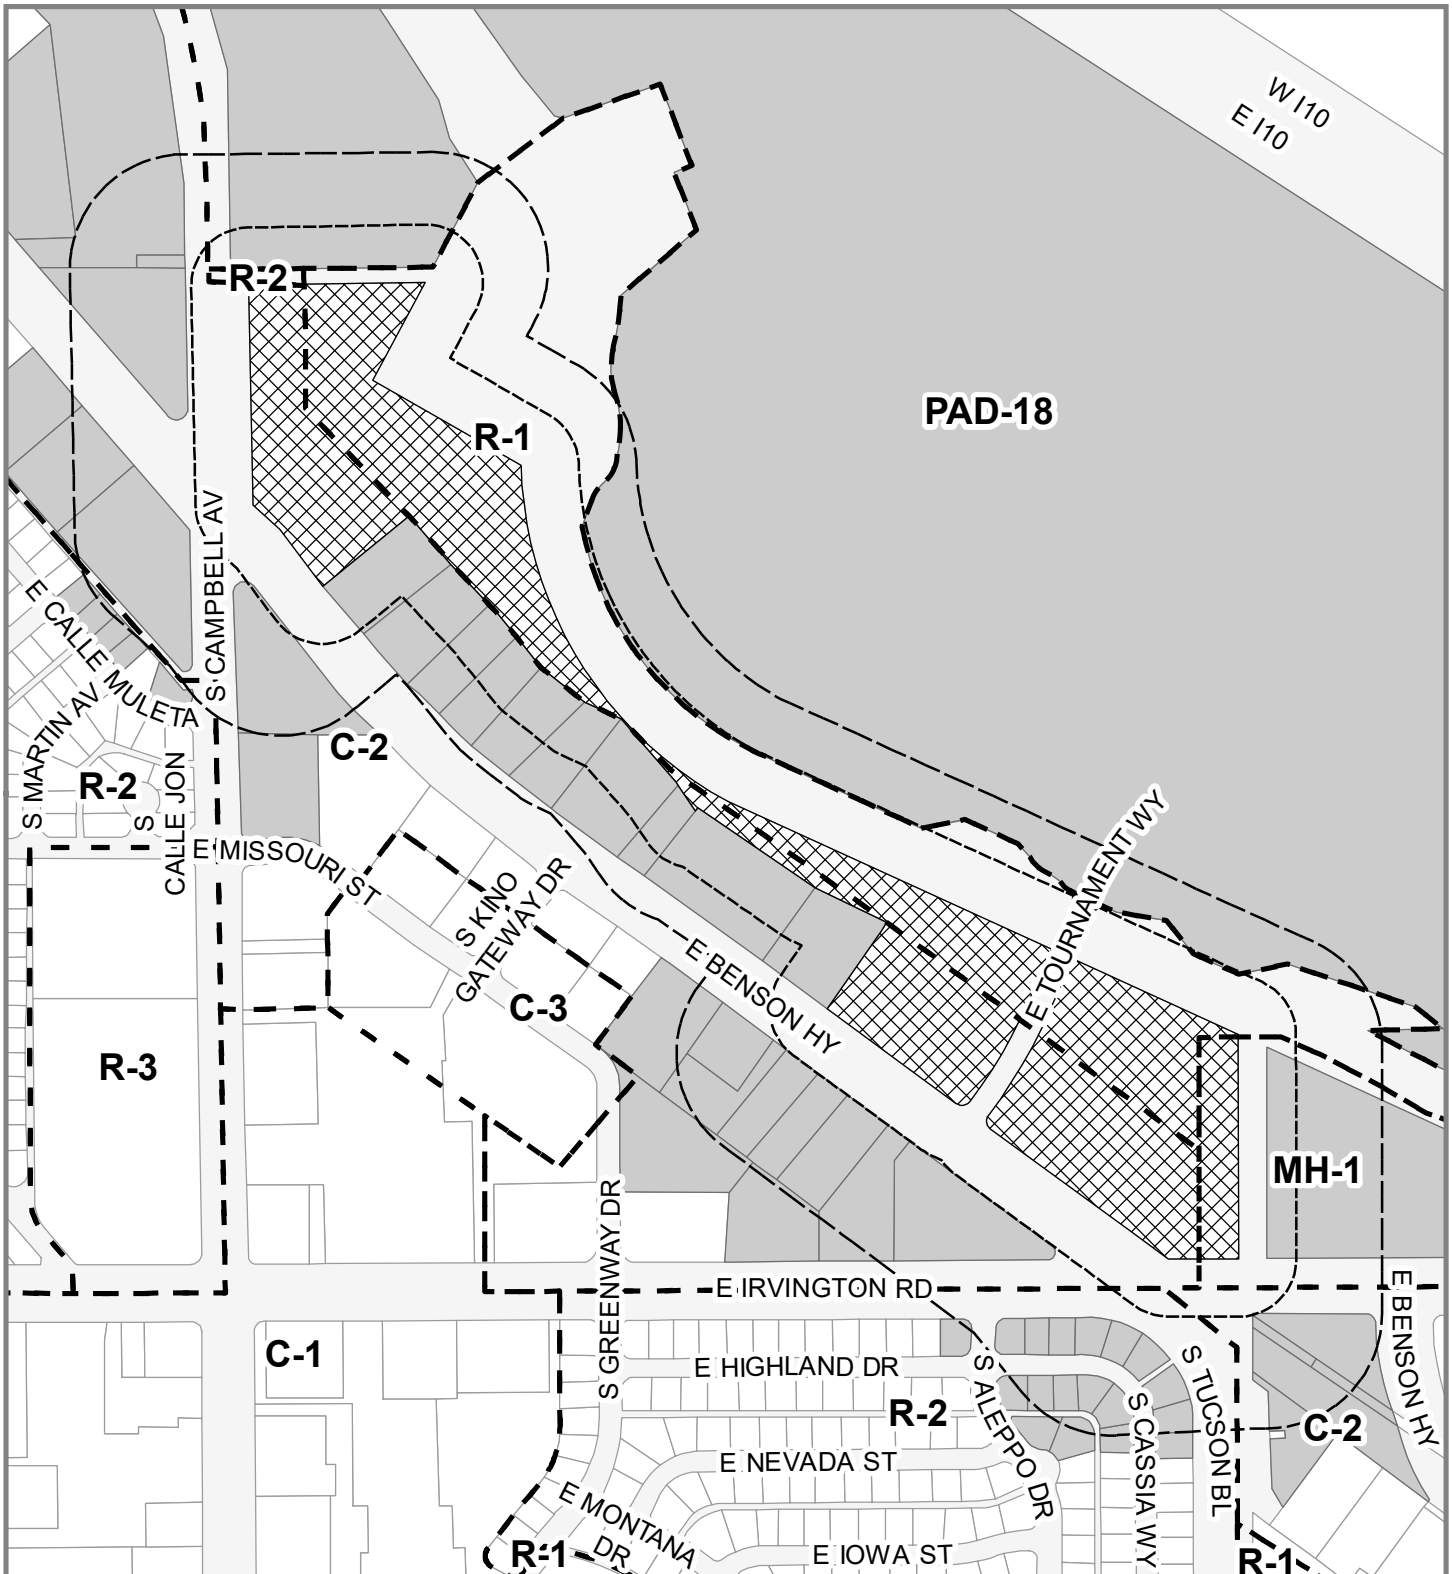 W I10
E I10
R-2
PAD-18
R-1
S CAMPBELL AV
E CALLE MULETA
S MARTIN AV
C-2
R-2
S
CALLE JON
E MISSOURI ST
S KINO
GATEWAY DR
E TOURNAMENT WY
E BENSON HY
C-3
R-3
MH-1
S GREENWAY DR
E IRVINGTON RD
E BENSON HY
C-1
E HIGHLAND DR
S ALEPPO DR
S TUCSON BL
R-2
S CASSIA WY
C-2
E NEVADA ST
E MONTANA
DR
R-1
E IOWA ST
R-1